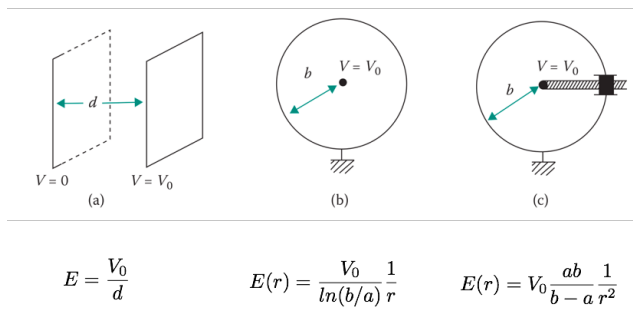 b V = V₀ b V = V₀
d
V = 0 V = V₀
(a) (b) (c)
E = V₀/d E(r) = V₀/ln(b/a) 1/r E(r) = V₀ ab/(b − a) 1/r²